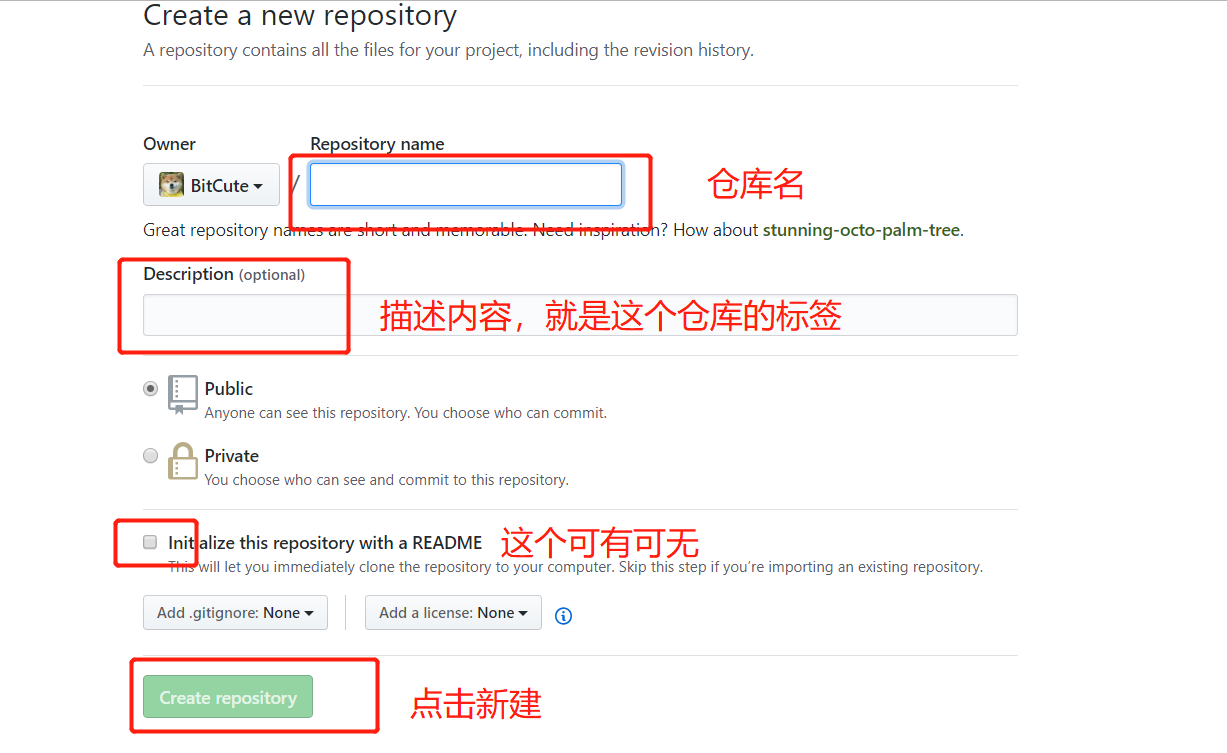 Create a new repository
A repository contains all the files for your project, including the revision history.
Owner
Repository name
BitCute
/
仓库名
Great repository names are short and memorable. Need inspiration? How about stunning-octo-palm-tree.
Description (optional)
描述内容，就是这个仓库的标签
Public
Anyone can see this repository. You choose who can commit.
Private
You choose who can see and commit to this repository.
Initialize this repository with a README 这个可有可无
This will let you immediately clone the repository to your computer. Skip this step if you’re importing an existing repository.
Add .gitignore: None
Add a license: None
Create repository
点击新建